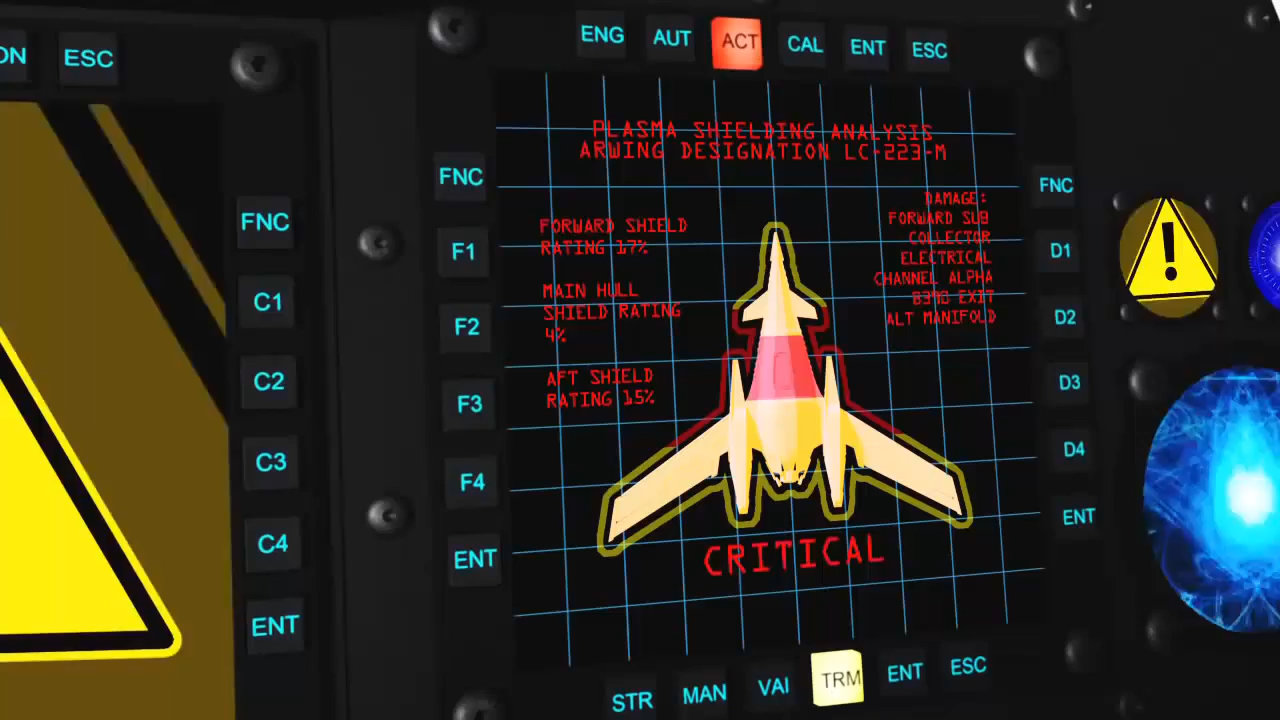 ON
ESC
FNC
C1
C2
C3
C4
ENT
ENG
AUT
ACT
CAL
ENT
ESC
FNC
F1
F2
F3
F4
ENT
PLASMA SHIELDING ANALYSIS
ARWING DESIGNATION LC-223-M
FORWARD SHIELD
RATING 17%
MAIN HULL
SHIELD RATING
4%
AFT SHIELD
RATING 15%
DAMAGE:
FORWARD SUB
COLLECTOR
ELECTRICAL
CHANNEL ALPHA
EXIT
ALT MANIFOLD
CRITICAL
FNC
D1
D2
D3
D4
ENT
STR
MAN
VAI
TRM
ENT
ESC
!